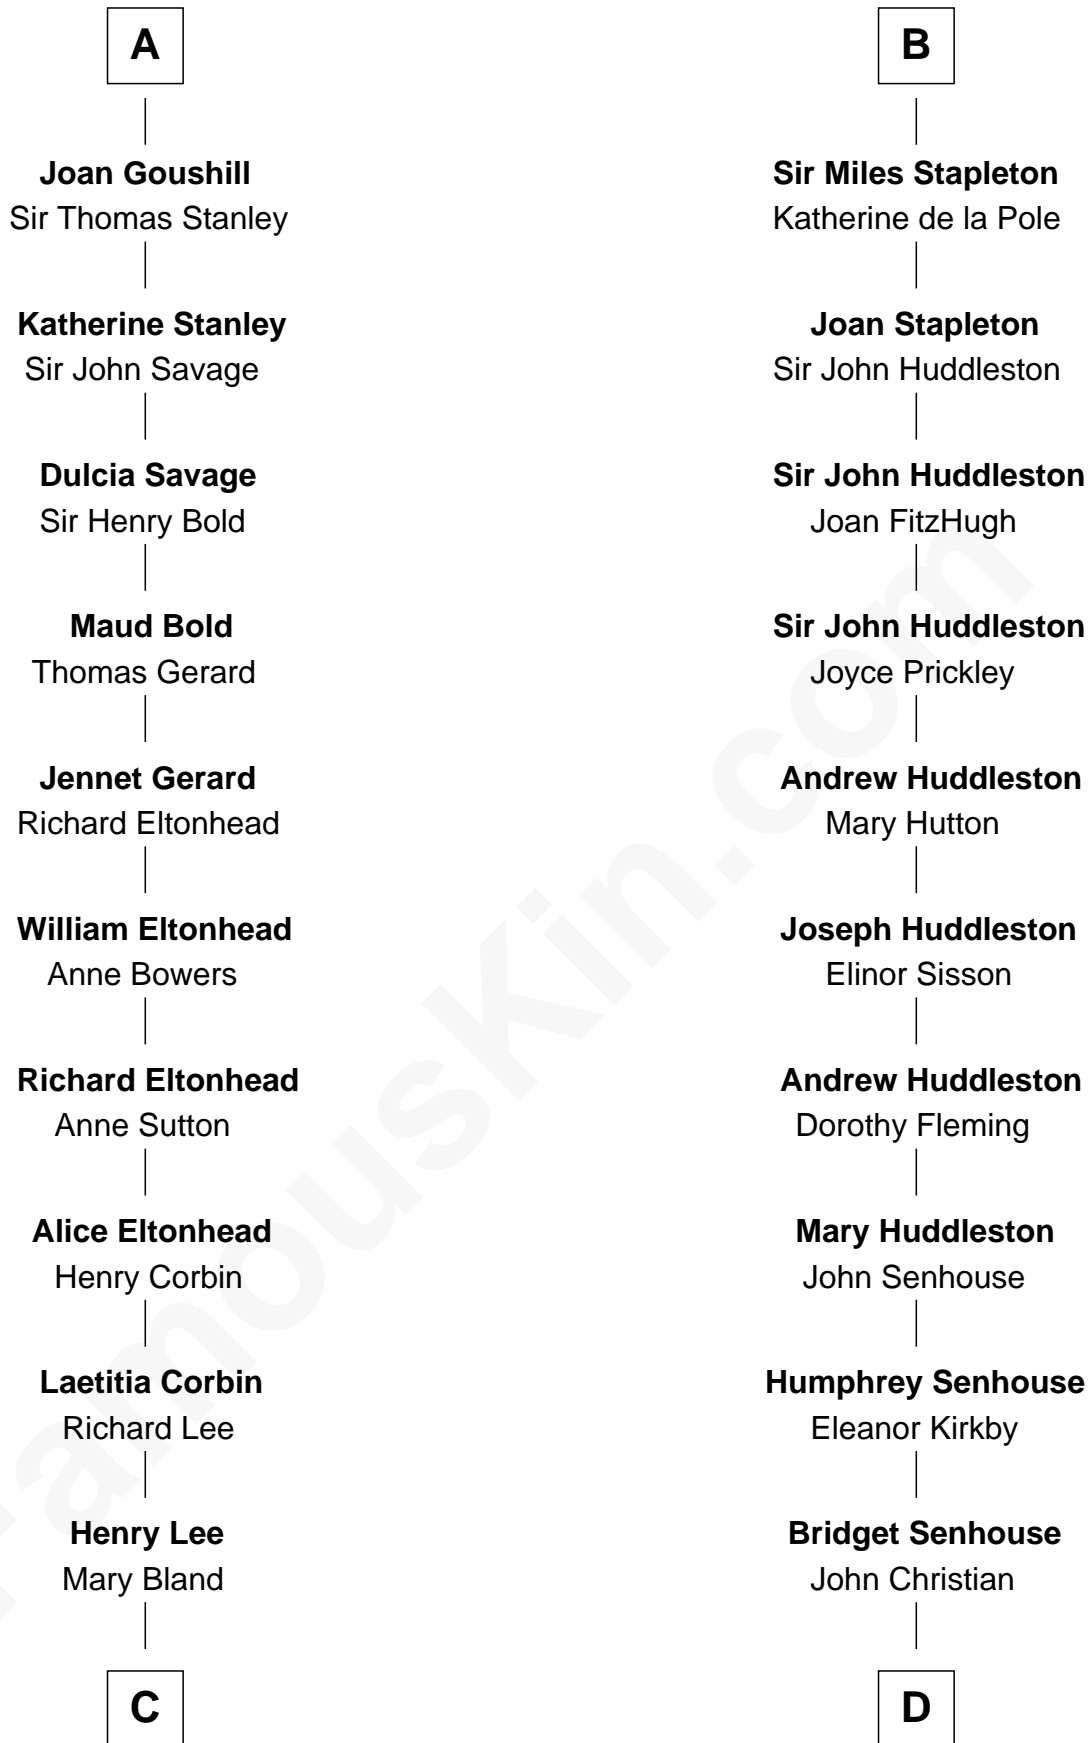 A
Joan Goushill
Sir Thomas Stanley
Katherine Stanley
Sir John Savage
Dulcia Savage
Sir Henry Bold
Maud Bold
Thomas Gerard
Jennet Gerard
Richard Eltonhead
William Eltonhead
Anne Bowers
Richard Eltonhead
Anne Sutton
Alice Eltonhead
Henry Corbin
Laetitia Corbin
Richard Lee
Henry Lee
Mary Bland
C
B
Sir Miles Stapleton
Katherine de la Pole
Joan Stapleton
Sir John Huddleston
Sir John Huddleston
Joan FitzHugh
Sir John Huddleston
Joyce Prickley
Andrew Huddleston
Mary Hutton
Joseph Huddleston
Elinor Sisson
Andrew Huddleston
Dorothy Fleming
Mary Huddleston
John Senhouse
Humphrey Senhouse
Eleanor Kirkby
Bridget Senhouse
John Christian
D
FamousKin.com